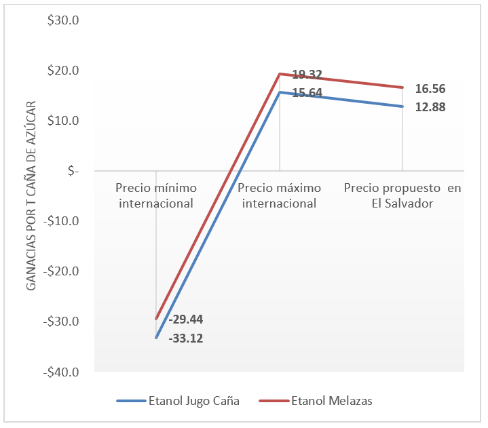 $30.0
$20.0
$10.0
$-
-$10.0
-$20.0
-$30.0
-$40.0
GANACIAS POR T CAÑA DE AZÚCAR
19.32
15.64
16.56
12.88
Precio mínimo
internacional
Precio máximo
internacional
Precio propuesto en
El Salvador
-29.44
-33.12
Etanol Jugo Caña
Etanol Melazas